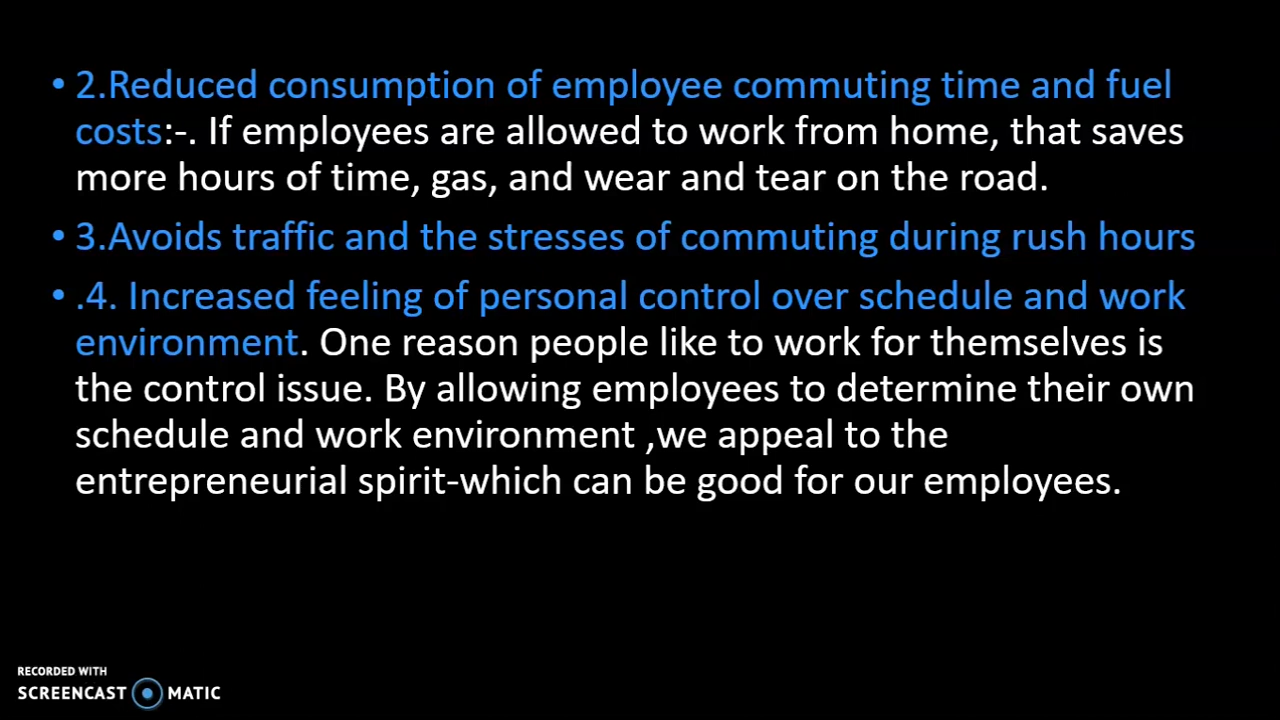 • 2.Reduced consumption of employee commuting time and fuel
costs:-. If employees are allowed to work from home, that saves
more hours of time, gas, and wear and tear on the road.
• 3.Avoids traffic and the stresses of commuting during rush hours
• .4. Increased feeling of personal control over schedule and work
environment. One reason people like to work for themselves is
the control issue. By allowing employees to determine their own
schedule and work environment ,we appeal to the
entrepreneurial spirit-which can be good for our employees.
RECORDED WITH
SCREENCAST MATIC